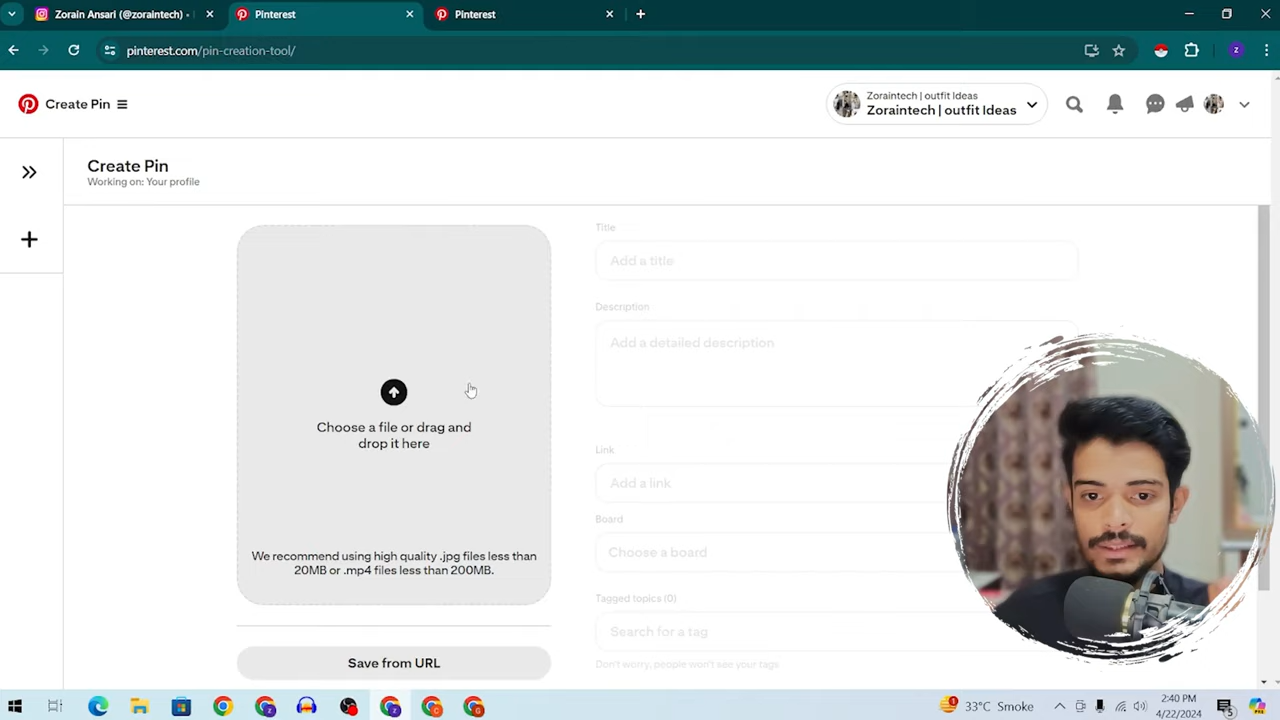 Zorain Ansari (@zoraintech) •
Pinterest
Pinterest
pinterest.com/pin-creation-tool/
Create Pin
Zoraintech | outfit Ideas
Zoraintech | outfit Ideas
Create Pin
Working on: Your profile
Choose a file or drag and
drop it here
We recommend using high quality .jpg files less than
20MB or .mp4 files less than 200MB.
Save from URL
Title
Add a title
Description
Add a detailed description
Link
Add a link
Board
Choose a board
Tagged topics (0)
Search for a tag
Don't worry, people won't see your tags
33°C Smoke
2:40 PM
4/22/2024